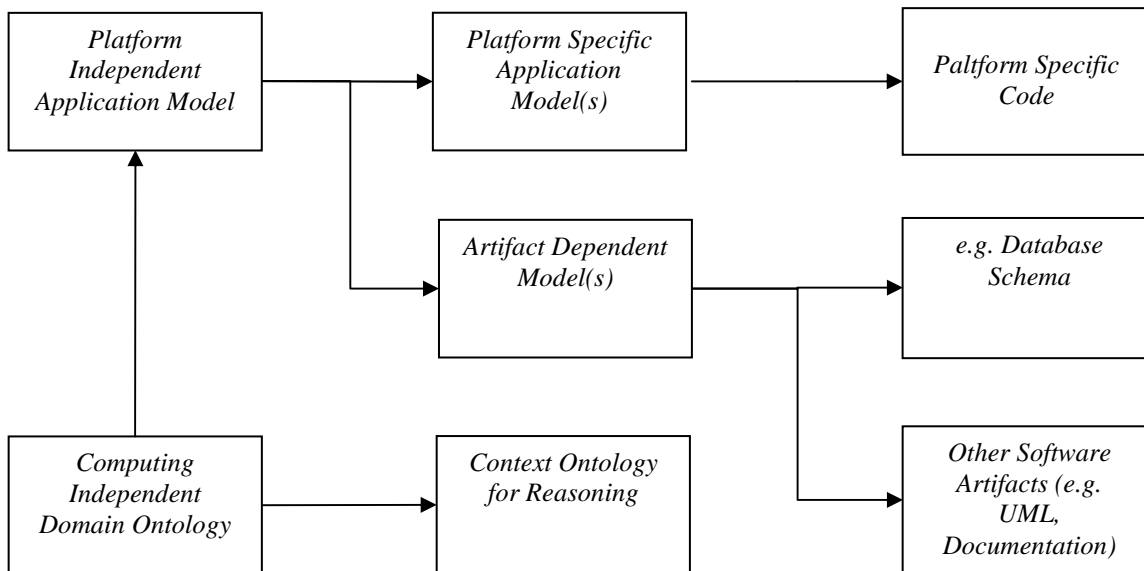 Platform
Independent
Application Model
Platform Specific
Application
Model(s)
Paltform Specific
Code
Artifact Dependent
Model(s)
e.g. Database
Schema
Computing
Independent
Domain Ontology
Context Ontology
for Reasoning
Other Software
Artifacts (e.g.
UML,
Documentation)